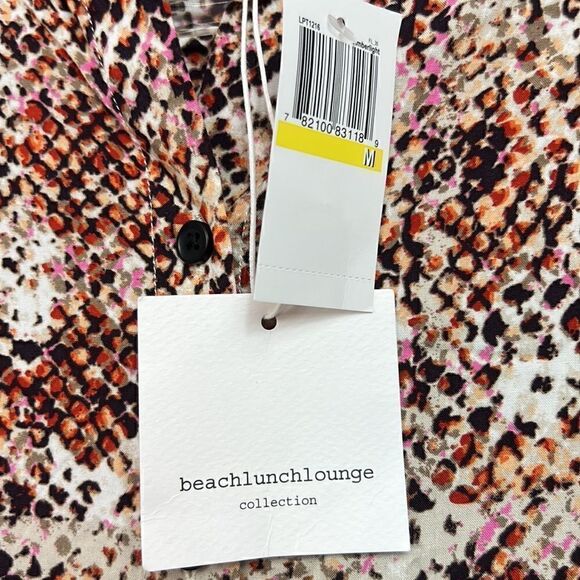 LPT1216
7 82100 83118 9
M
beachlunchlounge
collection